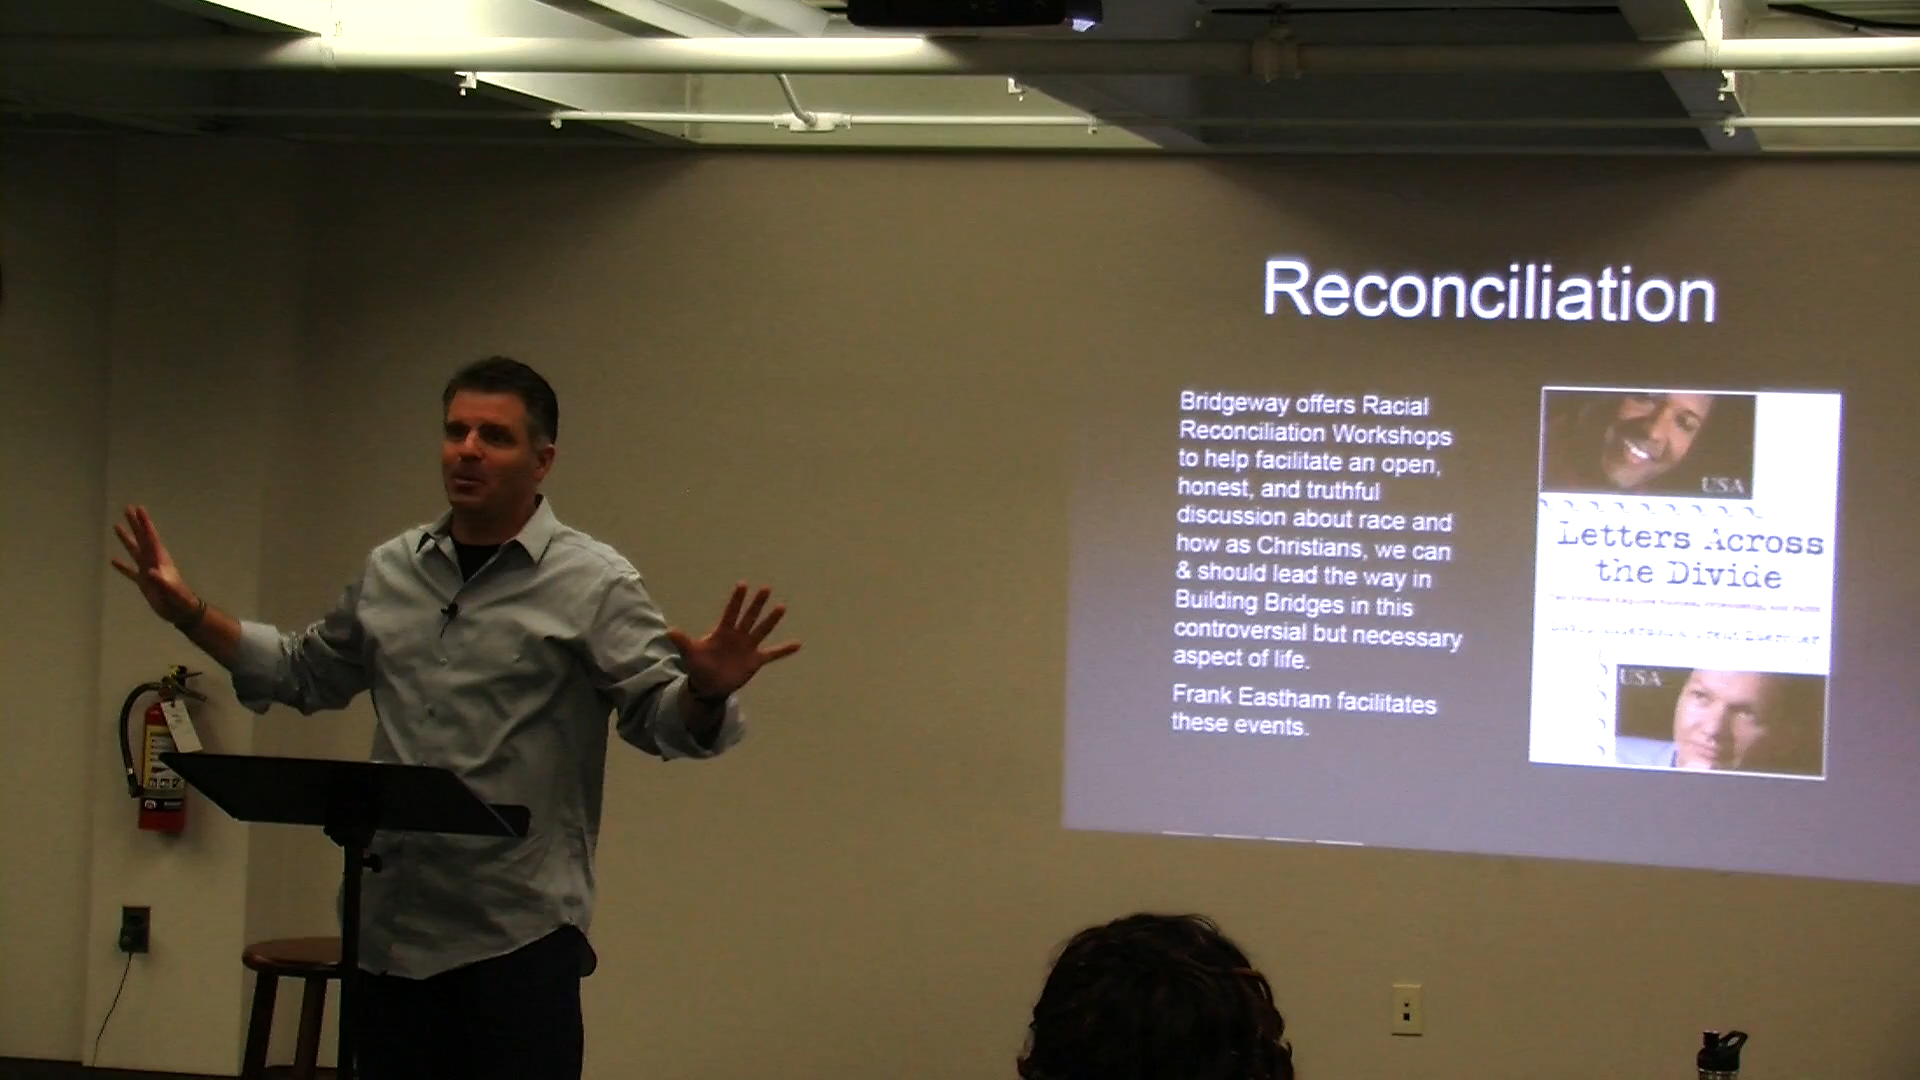 Reconciliation
Bridgeway offers Racial
Reconciliation Workshops
to help facilitate an open,
honest, and truthful
discussion about race and
how as Christians, we can
& should lead the way in
Building Bridges in this
controversial but necessary
aspect of life.
Frank Eastham facilitates
these events.
USA
Letters Across
the Divide
USA